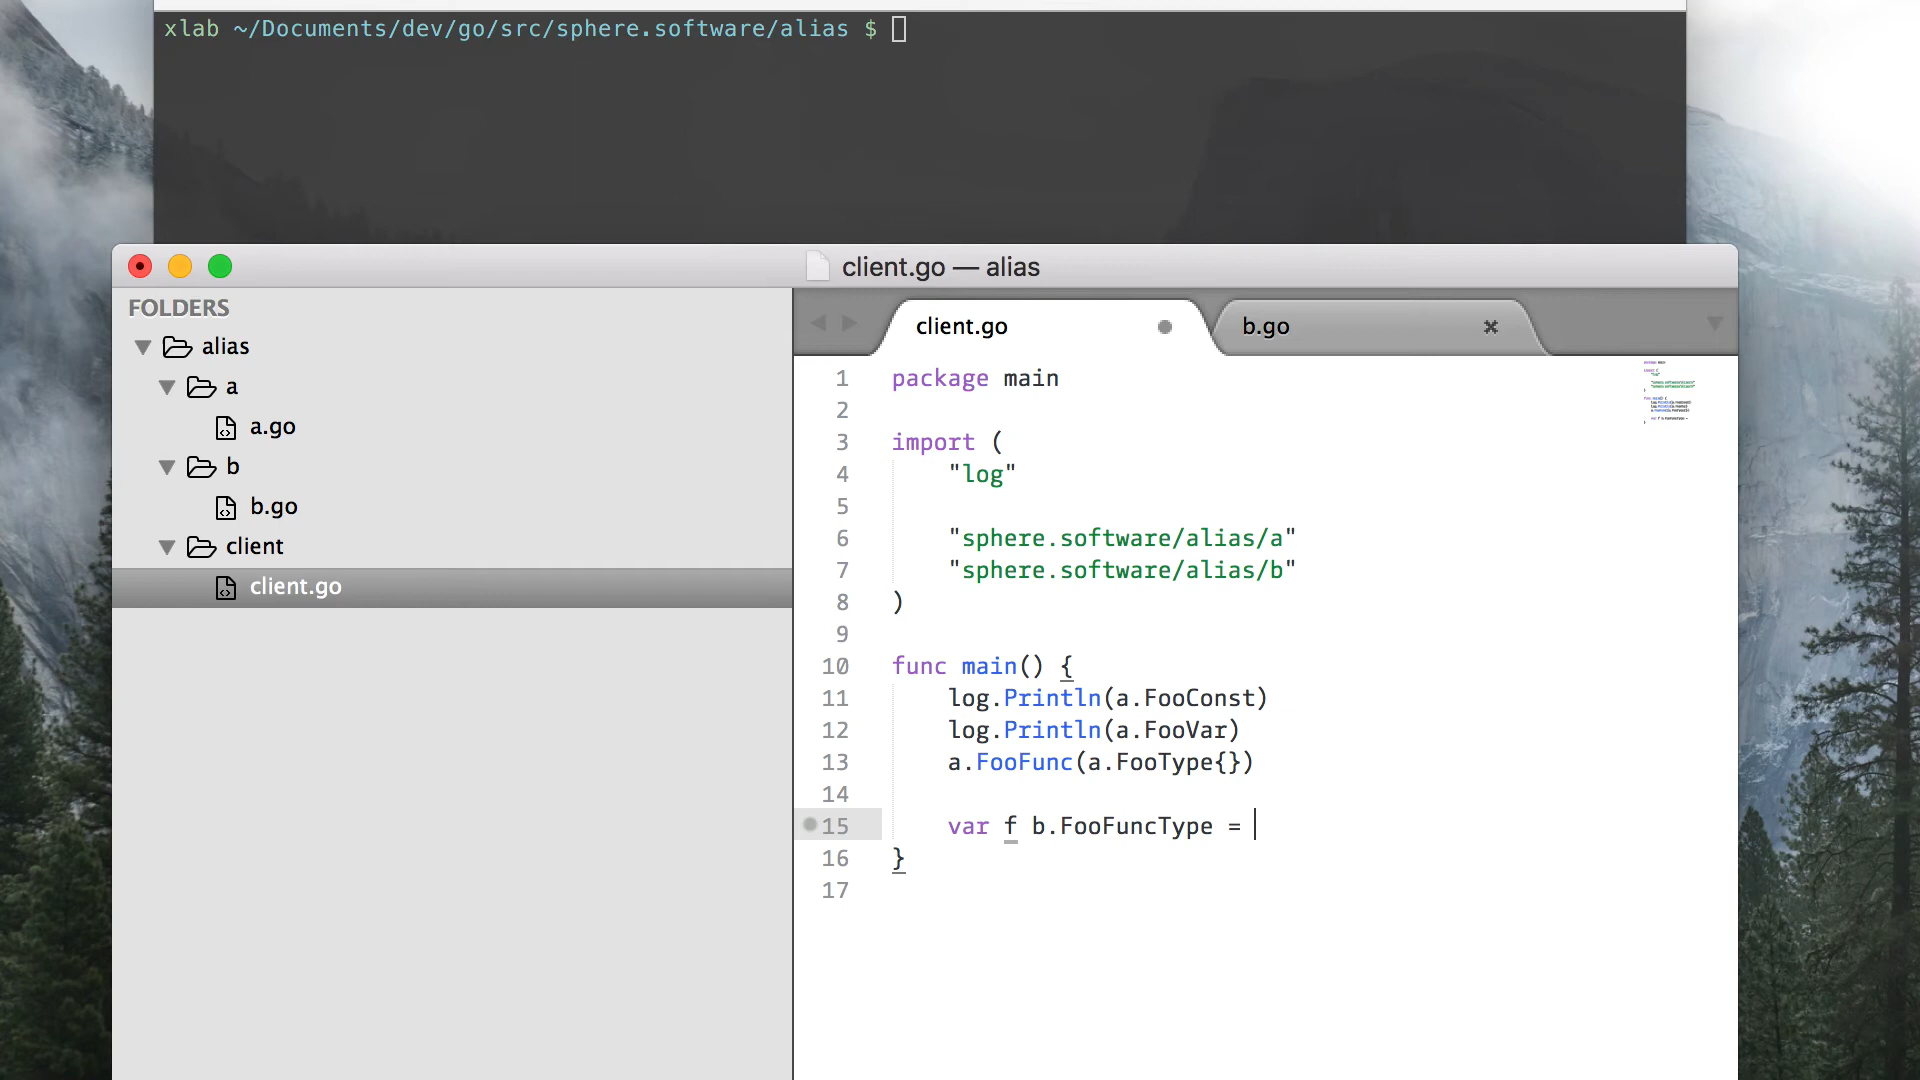 xlab ~/Documents/dev/go/src/sphere.software/alias $
client.go — alias
FOLDERS
alias
a
a.go
b
b.go
client
client.go
client.go
b.go
1 package main
2
3 import (
4 "log"
5
6 "sphere.software/alias/a"
7 "sphere.software/alias/b"
8 )
9
10 func main() {
11 log.Println(a.FooConst)
12 log.Println(a.FooVar)
13 a.FooFunc(a.FooType{})
14
15 var f b.FooFuncType =
16 }
17